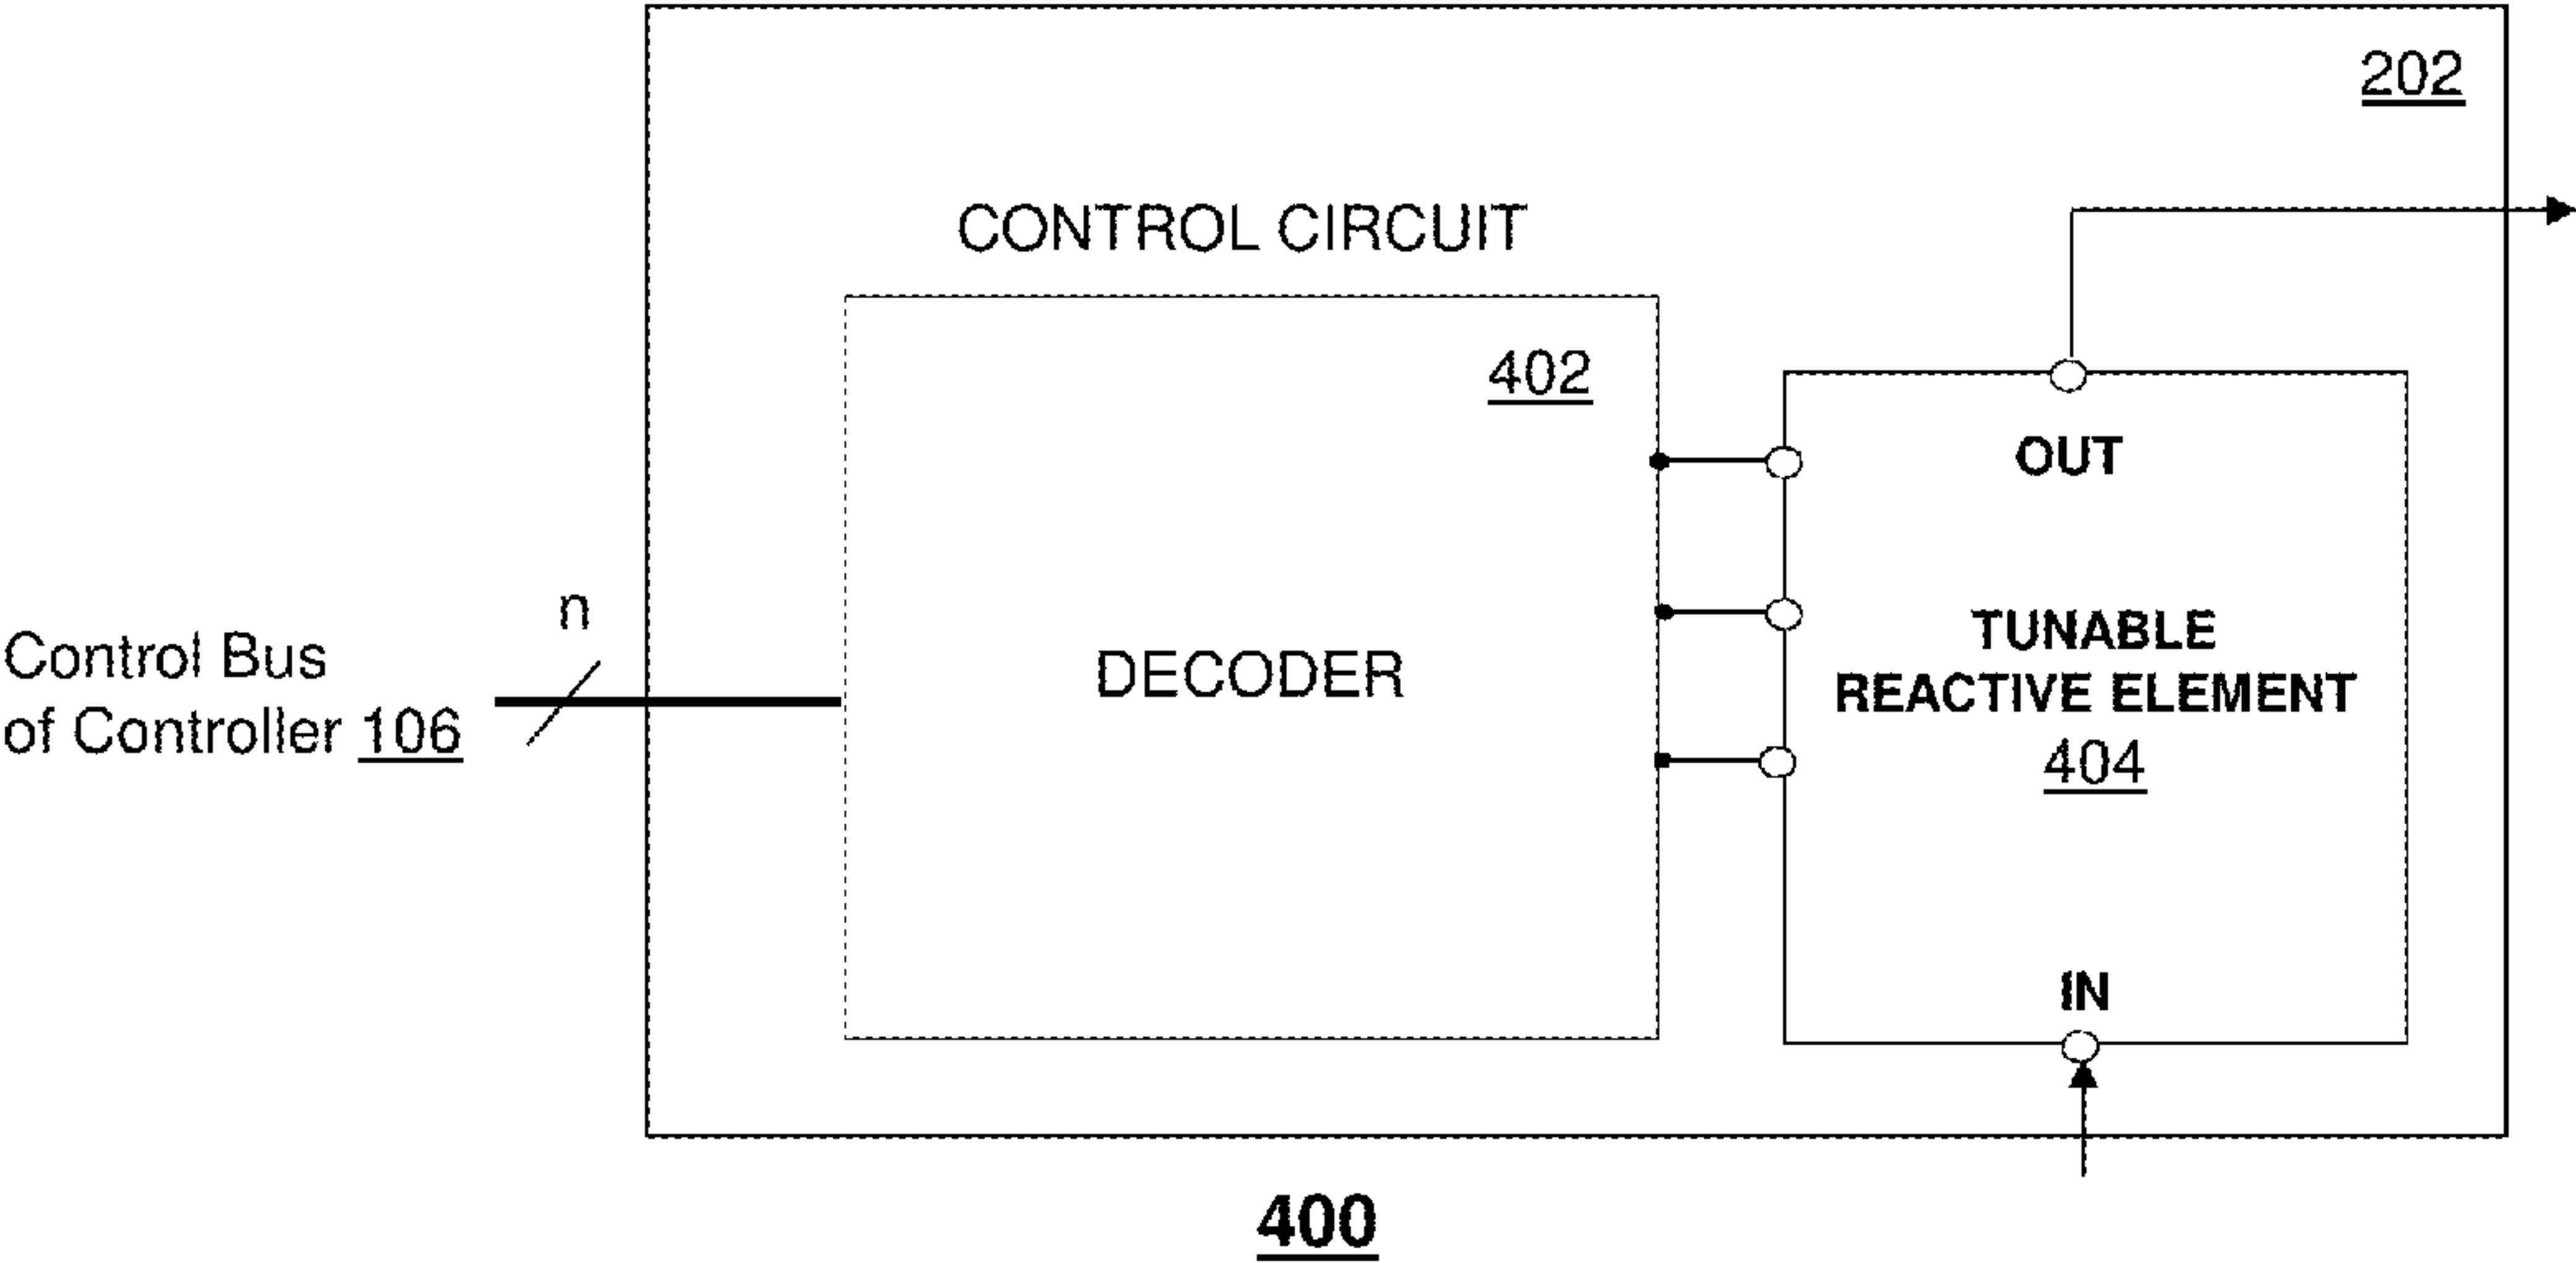 202
CONTROL CIRCUIT
402
OUT
n
Control Bus
of Controller 106
DECODER
TUNABLE
REACTIVE ELEMENT
404
IN
400